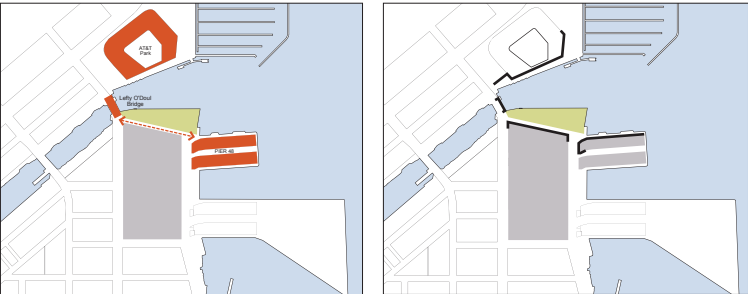 AT&T
Park
Lefty O'Doul
Bridge
PIER 48